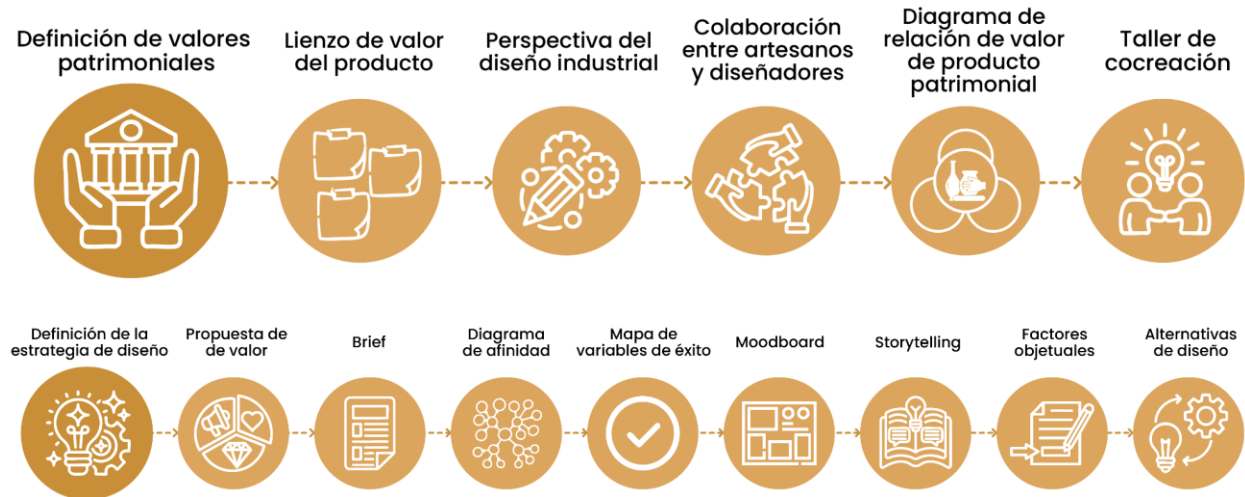 Definición de valores
patrimoniales
Lienzo de valor
del producto
Perspectiva del
diseño industrial
Colaboración
entre artesanos
y diseñadores
Diagrama de
relación de valor
de producto
patrimonial
Taller de
cocreación
Definición de la
estrategia de diseño
Propuesta de
de valor
Brief
Diagrama
de afinidad
Mapa de
variables de éxito
Moodboard
Storytelling
Factores
objetuales
Alternativas
de diseño